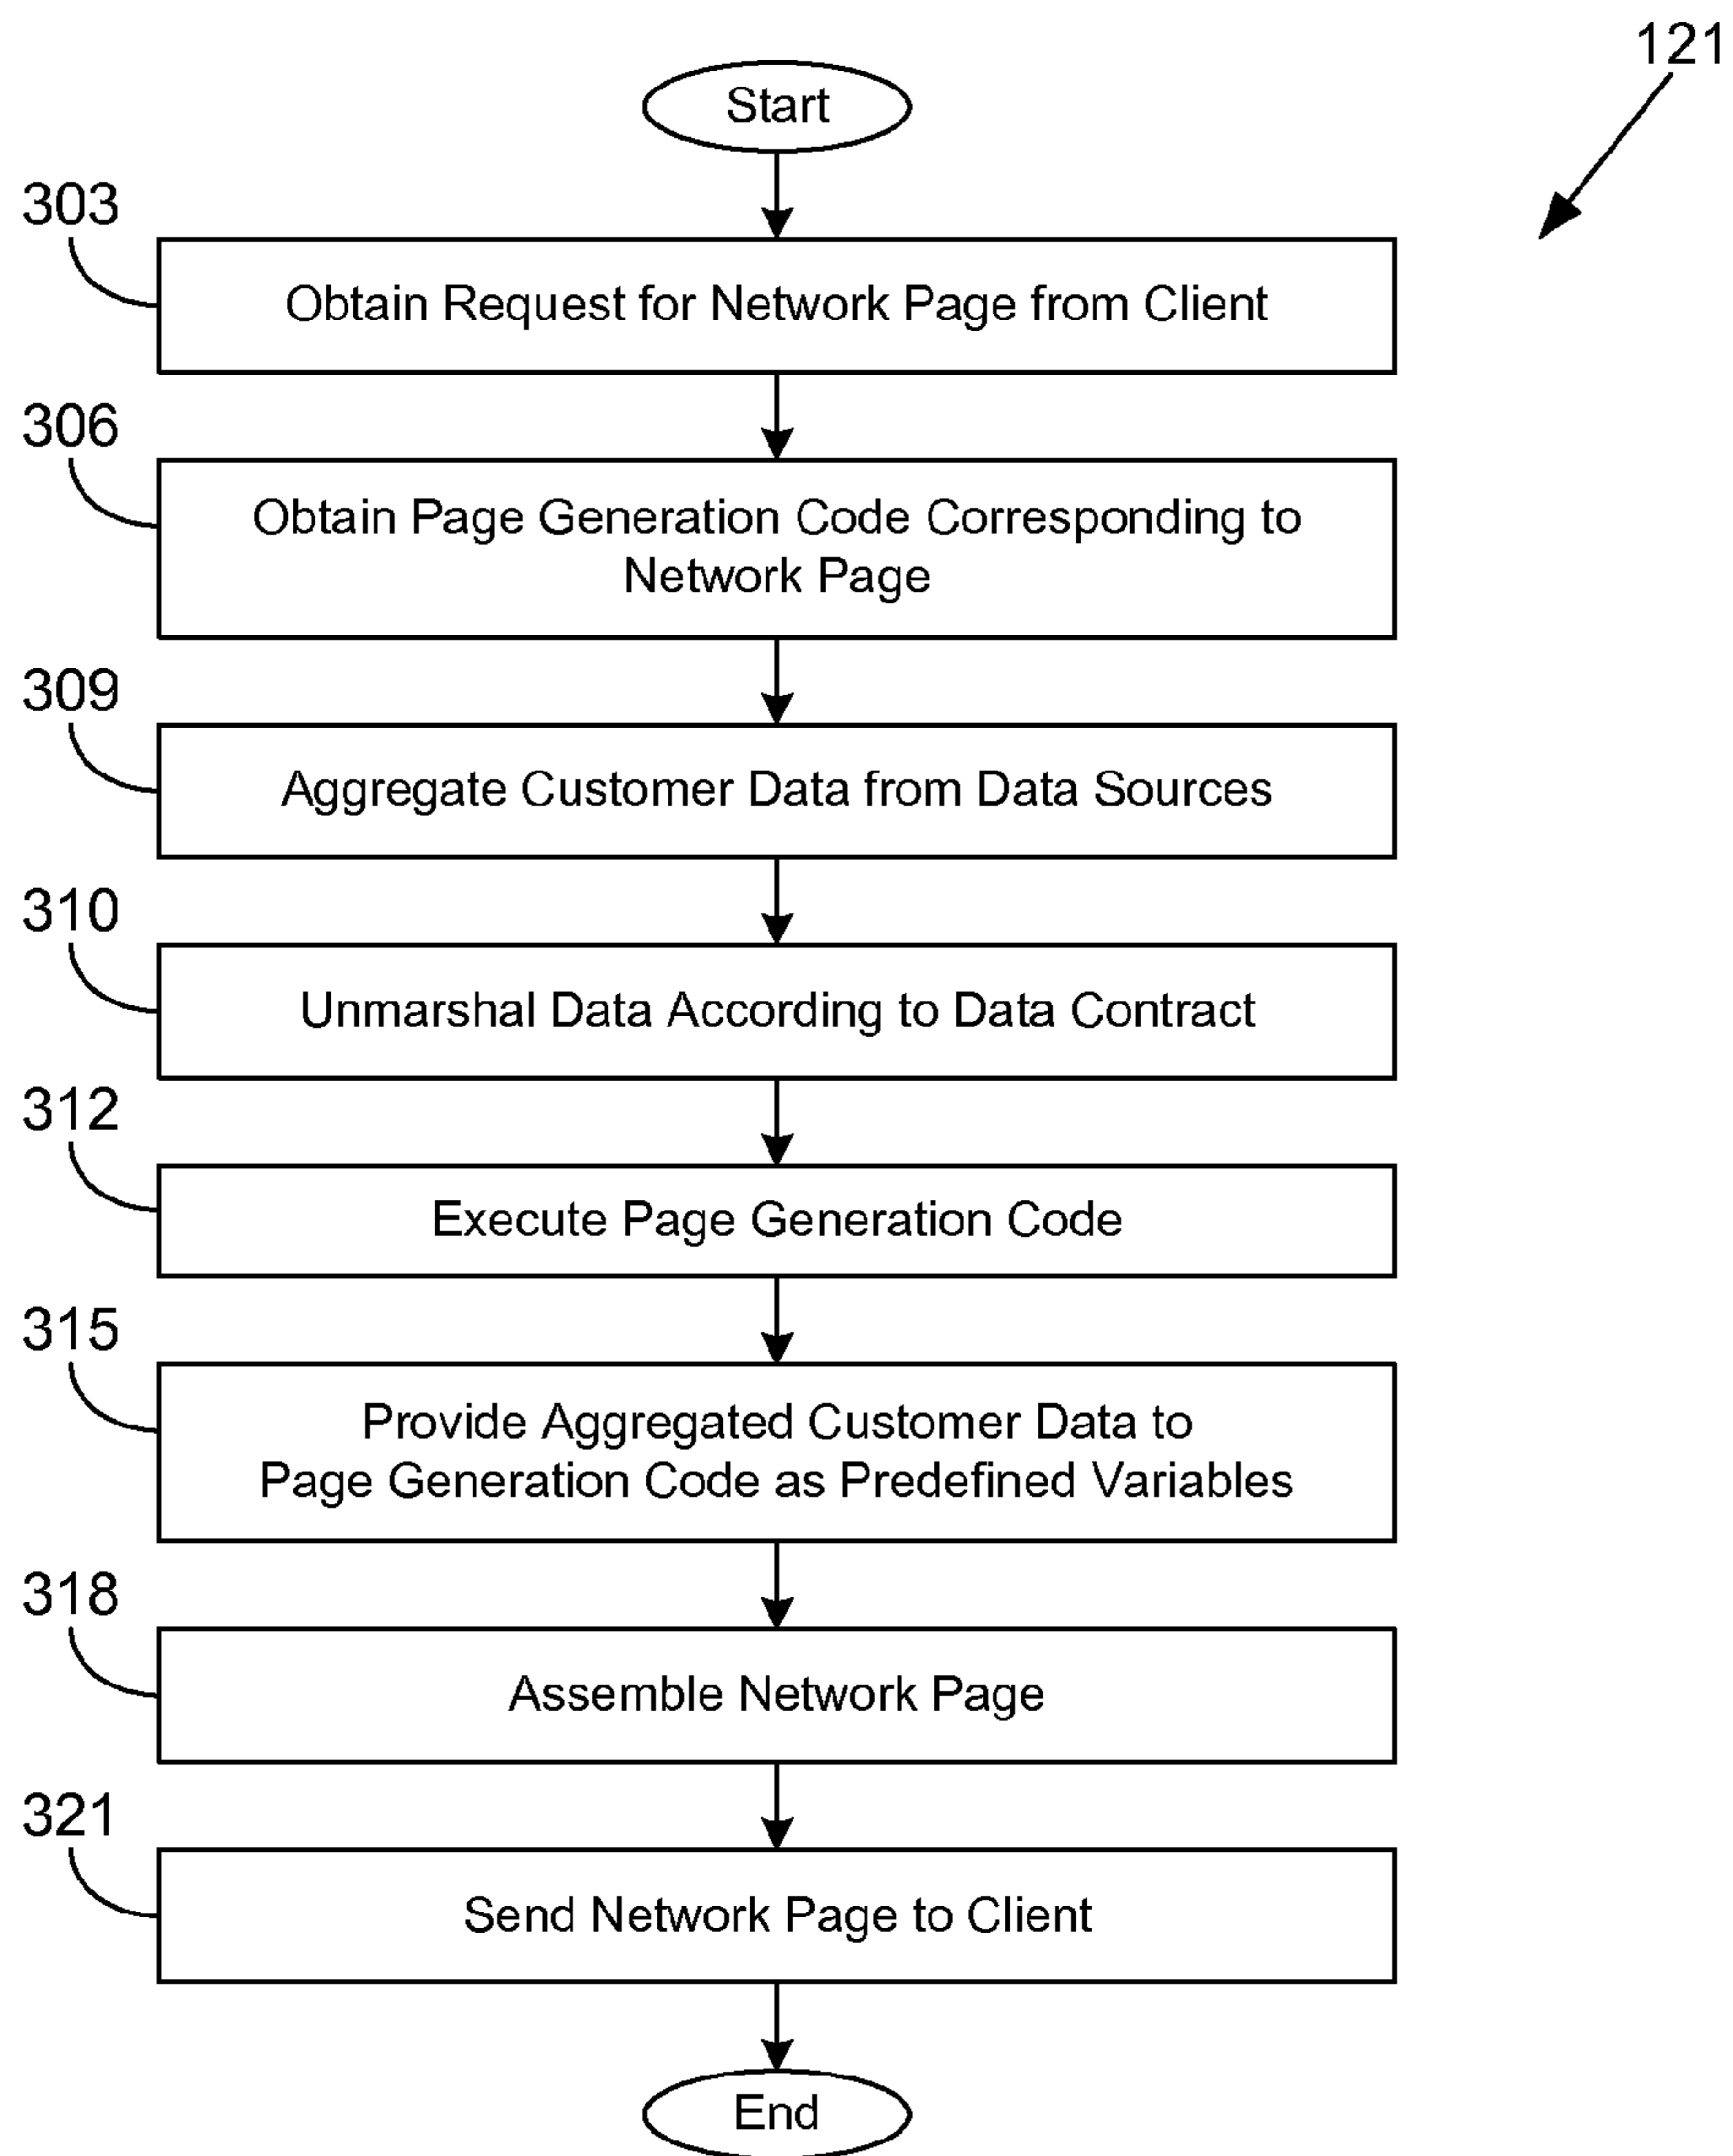 121
Start
303
Obtain Request for Network Page from Client
306
Obtain Page Generation Code Corresponding to
Network Page
309
Aggregate Customer Data from Data Sources
310
Unmarshal Data According to Data Contract
312
Execute Page Generation Code
315
Provide Aggregated Customer Data to
Page Generation Code as Predefined Variables
318
Assemble Network Page
321
Send Network Page to Client
End